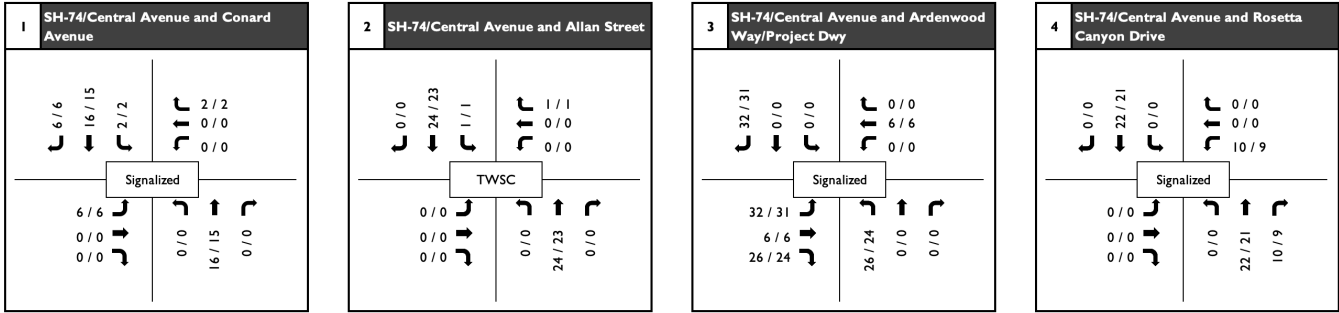 1
SH-74/Central Avenue and Conard
Avenue
6 / 6
16 / 15
2 / 2
2 / 2
0 / 0
0 / 0
Signalized
6 / 6
0 / 0
0 / 0
0 / 0
16 / 15
0 / 0
2
SH-74/Central Avenue and Allan Street
0 / 0
24 / 23
1 / 1
1 / 1
0 / 0
0 / 0
TWSC
0 / 0
0 / 0
0 / 0
0 / 0
24 / 23
0 / 0
3
SH-74/Central Avenue and Ardenwood
Way/Project Dwy
32 / 31
0 / 0
0 / 0
0 / 0
6 / 6
0 / 0
Signalized
32 / 31
6 / 6
26 / 24
26 / 24
0 / 0
0 / 0
4
SH-74/Central Avenue and Rosetta
Canyon Drive
0 / 0
22 / 21
0 / 0
0 / 0
0 / 0
10 / 9
Signalized
0 / 0
0 / 0
0 / 0
0 / 0
22 / 21
10 / 9